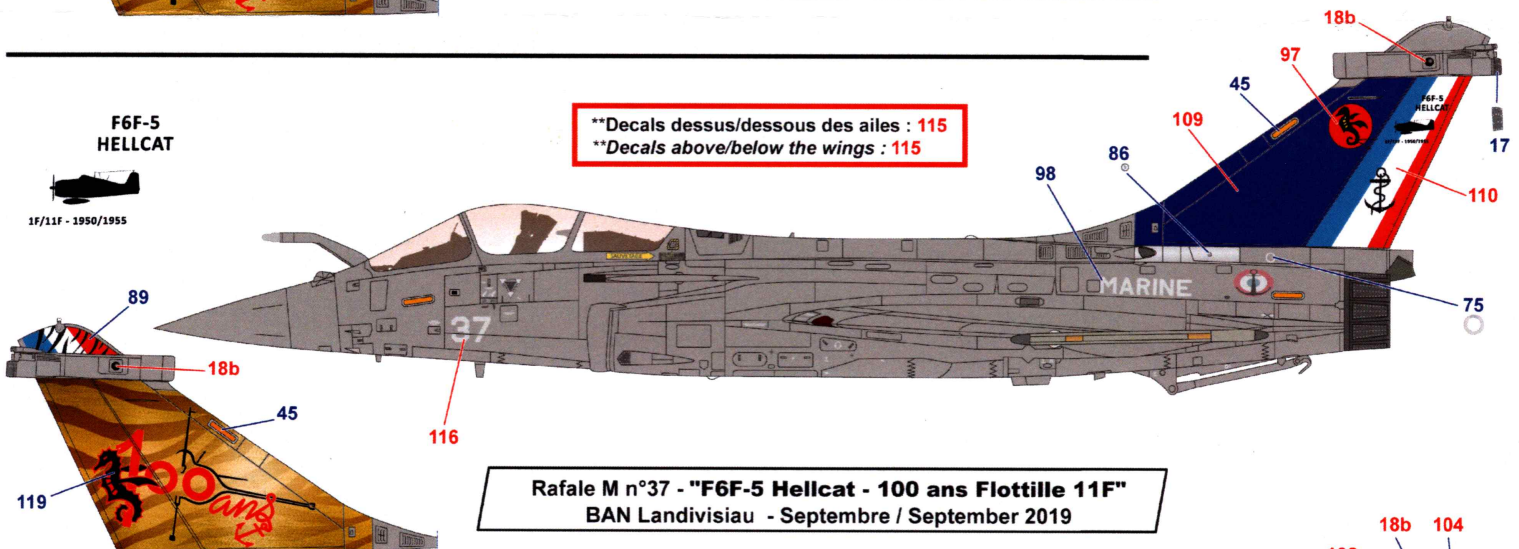 18b
97
F6F-5
HELLCAT
45
**Decals dessus/dessous des ailes : 115
**Decals above/below the wings : 115
109
F6F-5
HELLCAT
17
86
98
110
1F/11F - 1950/1955
SAUVETAGE
MARINE
75
89
37
18b
116
45
100
ans
119
Rafale M n°37 - "F6F-5 Hellcat - 100 ans Flottille 11F"
BAN Landivisiau - Septembre / September 2019
18b 104